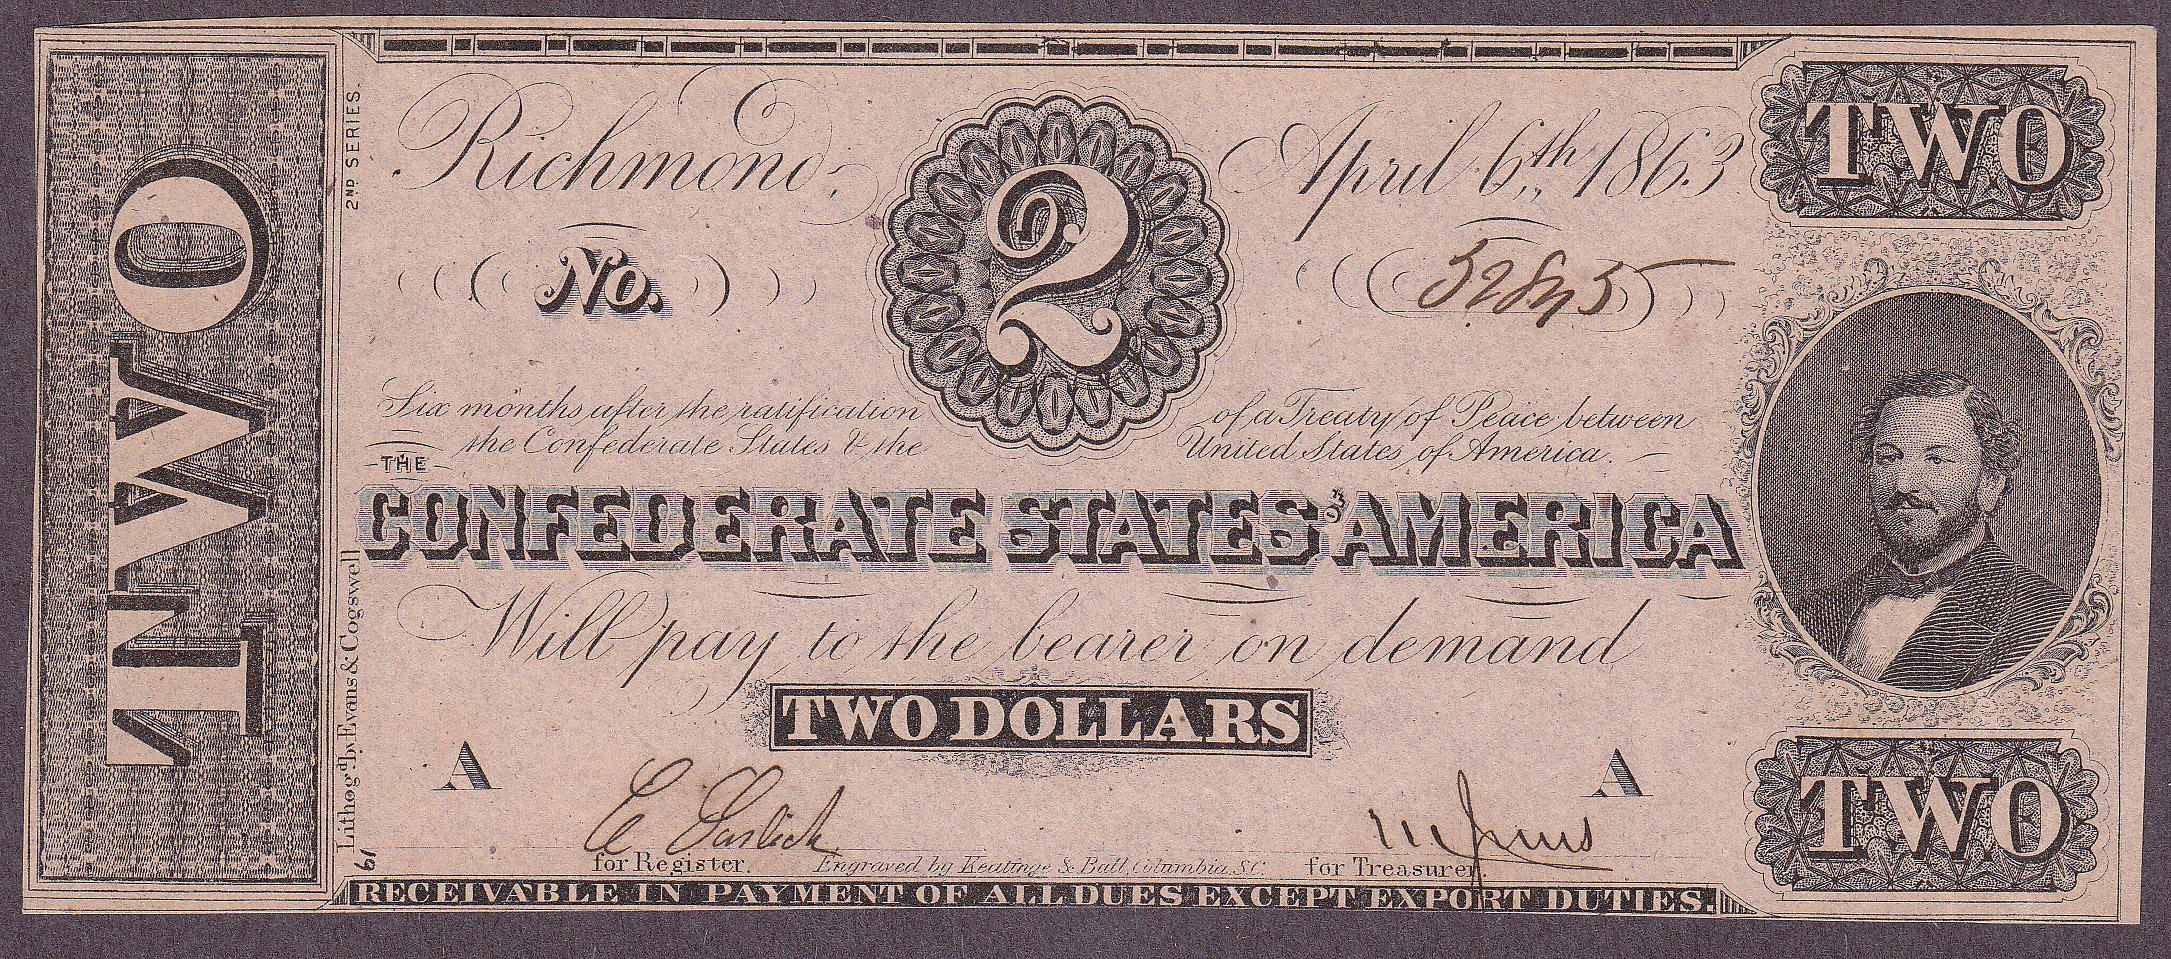 TWO
2ND SERIES.
Richmond, April 6th 1863
TWO
2
No. 52845
Six months after the ratification of a Treaty of Peace between
the Confederate States & the United States of America.
THE
CONFEDERATE STATES OF AMERICA
Will pay to the bearer on demand
TWO DOLLARS
A A
for Register. Engraved by Keatinge & Ball, Columbia, S.C. for Treasurer.
RECEIVABLE IN PAYMENT OF ALL DUES EXCEPT EXPORT DUTIES.
Lithogd by Evans & Cogswell
61
TWO